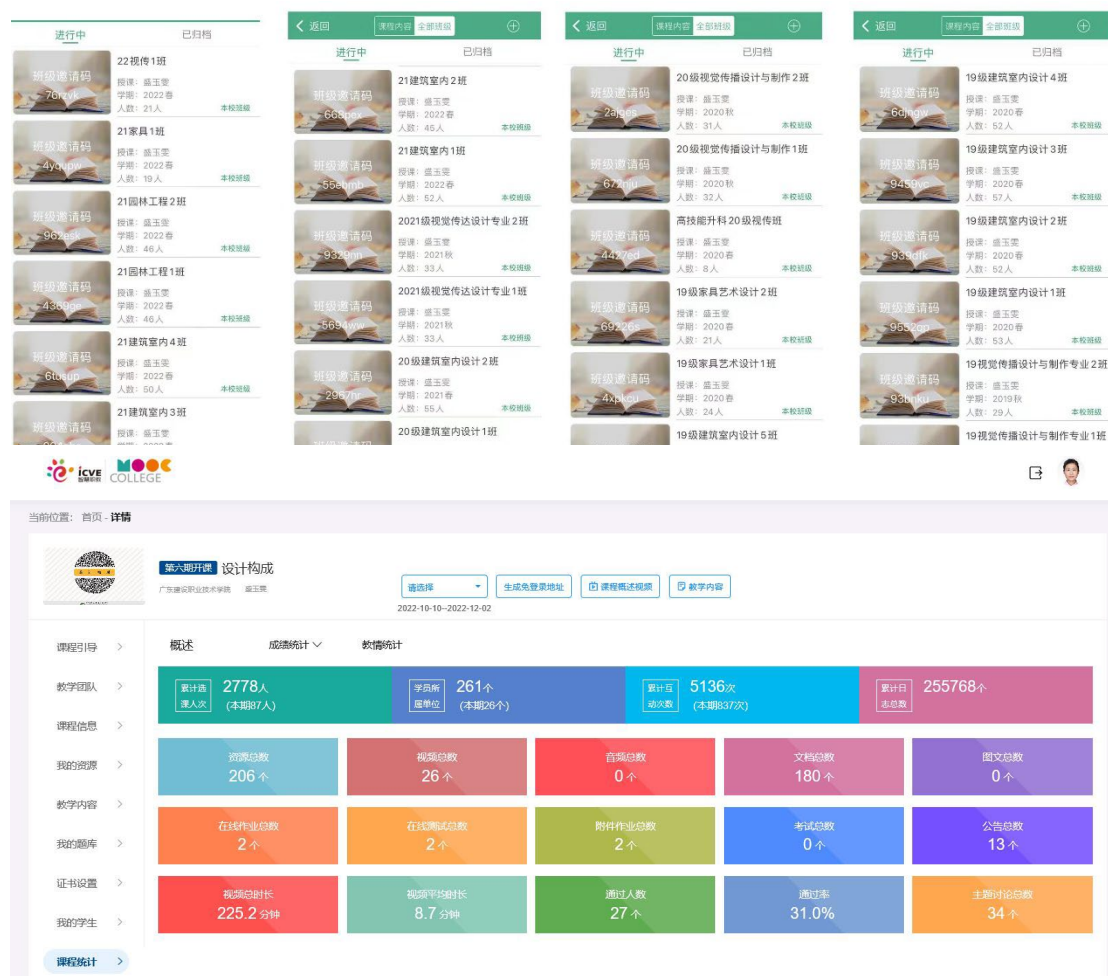 进行中 已归档
22视传1班
班级邀请码
76rzyk
授课：盛玉雯
学期：2022春
人数：21人 本校班级
21家具1班
班级邀请码
4yqupw
授课：盛玉雯
学期：2022春
人数：19人 本校班级
21园林工程2班
班级邀请码
962esk
授课：盛玉雯
学期：2022春
人数：46人 本校班级
21园林工程1班
班级邀请码
4369ge
授课：盛玉雯
学期：2022春
人数：46人 本校班级
21建筑室内4班
班级邀请码
6tusup
授课：盛玉雯
学期：2022春
人数：50人 本校班级
21建筑室内3班
班级邀请码
授课：盛玉雯
返回 课程内容 全部班级
进行中 已归档
21建筑室内2班
班级邀请码
668pex
授课：盛玉雯
学期：2022春
人数：46人 本校班级
21建筑室内1班
班级邀请码
55ebmb
授课：盛玉雯
学期：2022春
人数：52人 本校班级
2021级视觉传达设计专业2班
班级邀请码
9329nn
授课：盛玉雯
学期：2021秋
人数：33人 本校班级
2021级视觉传达设计专业1班
班级邀请码
5694ww
授课：盛玉雯
学期：2021秋
人数：33人 本校班级
20级建筑室内设计2班
班级邀请码
2967nr
授课：盛玉雯
学期：2021春
人数：55人 本校班级
20级建筑室内设计1班
返回 课程内容 全部班级
进行中 已归档
20级视觉传播设计与制作2班
班级邀请码
2ajges
授课：盛玉雯
学期：2020秋
人数：31人 本校班级
20级视觉传播设计与制作1班
班级邀请码
672nju
授课：盛玉雯
学期：2020秋
人数：32人 本校班级
高技能升科20级视传班
班级邀请码
4427ed
授课：盛玉雯
学期：2020春
人数：8人 本校班级
19级家具艺术设计2班
班级邀请码
69226s
授课：盛玉雯
学期：2020春
人数：21人 本校班级
19级家具艺术设计1班
班级邀请码
4xpkcu
授课：盛玉雯
学期：2020春
人数：24人 本校班级
19级建筑室内设计5班
返回 课程内容 全部班级
进行中 已归档
19级建筑室内设计4班
班级邀请码
6djngw
授课：盛玉雯
学期：2020春
人数：52人 本校班级
19级建筑室内设计3班
班级邀请码
9459vc
授课：盛玉雯
学期：2020春
人数：57人 本校班级
19级建筑室内设计2班
班级邀请码
939dfk
授课：盛玉雯
学期：2020春
人数：52人 本校班级
19级建筑室内设计1班
班级邀请码
9552qp
授课：盛玉雯
学期：2020春
人数：53人 本校班级
19视觉传播设计与制作专业2班
班级邀请码
93bnku
授课：盛玉雯
学期：2019秋
人数：29人 本校班级
19视觉传播设计与制作专业1班
icve 智慧职教 MOOC COLLEGE
当前位置： 首页 - 详情
第六期开课 设计构成
广东建设职业技术学院 盛玉雯
请选择 生成免登录地址 课程概述视频 教学内容
2022-10-10--2022-12-02
课程引导
教学团队
课程信息
我的资源
教学内容
我的题库
证书设置
我的学生
课程统计
概述 成绩统计 教情统计
累计选课人次 2778人 (本期87人)
学员所属单位 261个 (本期26个)
累计互动次数 5136次 (本期837次)
累计日志总数 255768个
资源总数 视频总数 音频总数 文档总数 图文总数
206个 26个 0个 180个 0个
在线作业总数 在线测试总数 附件作业总数 考试总数 公告总数
2个 2个 2个 0个 13个
视频总时长 视频平均时长 通过人数 通过率 主题讨论总数
225.2分钟 8.7分钟 27个 31.0% 34个